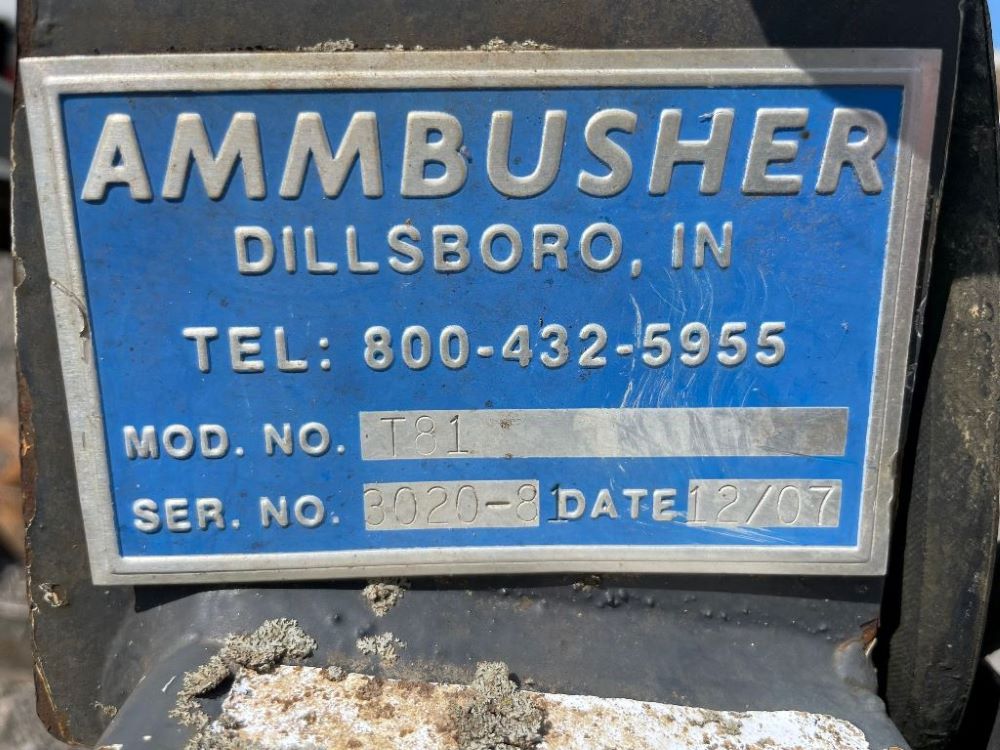 AMMBUSHER
DILLSBORO, IN
TEL: 800-432-5955
MOD. NO. T81
SER. NO. 3020-81 DATE 12/07